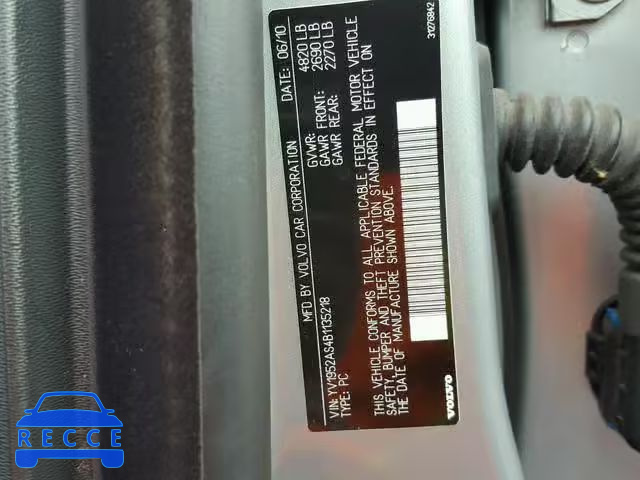 MFD BY VOLVO CAR CORPORATION DATE: 06/10
GVWR: 4820 LB
GAWR FRONT: 2690 LB
GAWR REAR: 2270 LB
VIN: YV1952AS4B1135218
TYPE: PC
THIS VEHICLE CONFORMS TO ALL APPLICABLE FEDERAL MOTOR VEHICLE
SAFETY, BUMPER AND THEFT PREVENTION STANDARDS IN EFFECT ON
THE DATE OF MANUFACTURE SHOWN ABOVE.
VOLVO
31276942
RECCE